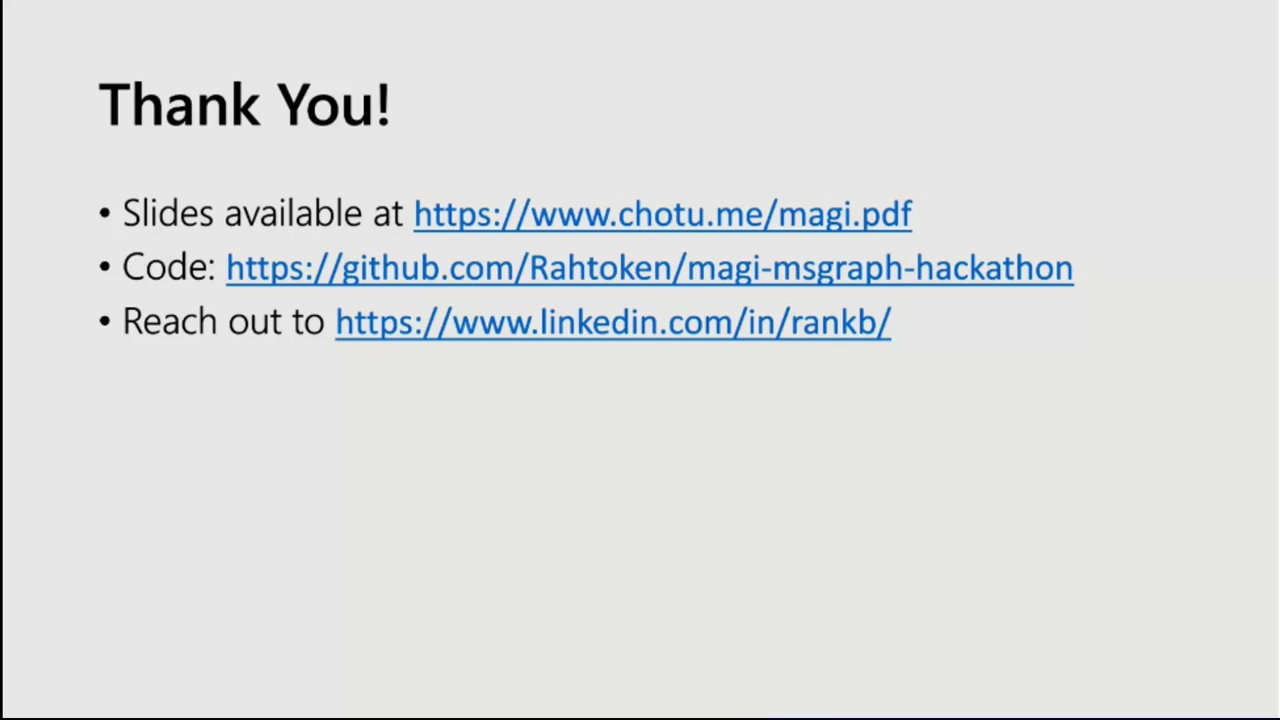 Thank You!
• Slides available at https://www.chotu.me/magi.pdf
• Code: https://github.com/Rahtoken/magi-msgraph-hackathon
• Reach out to https://www.linkedin.com/in/rankb/